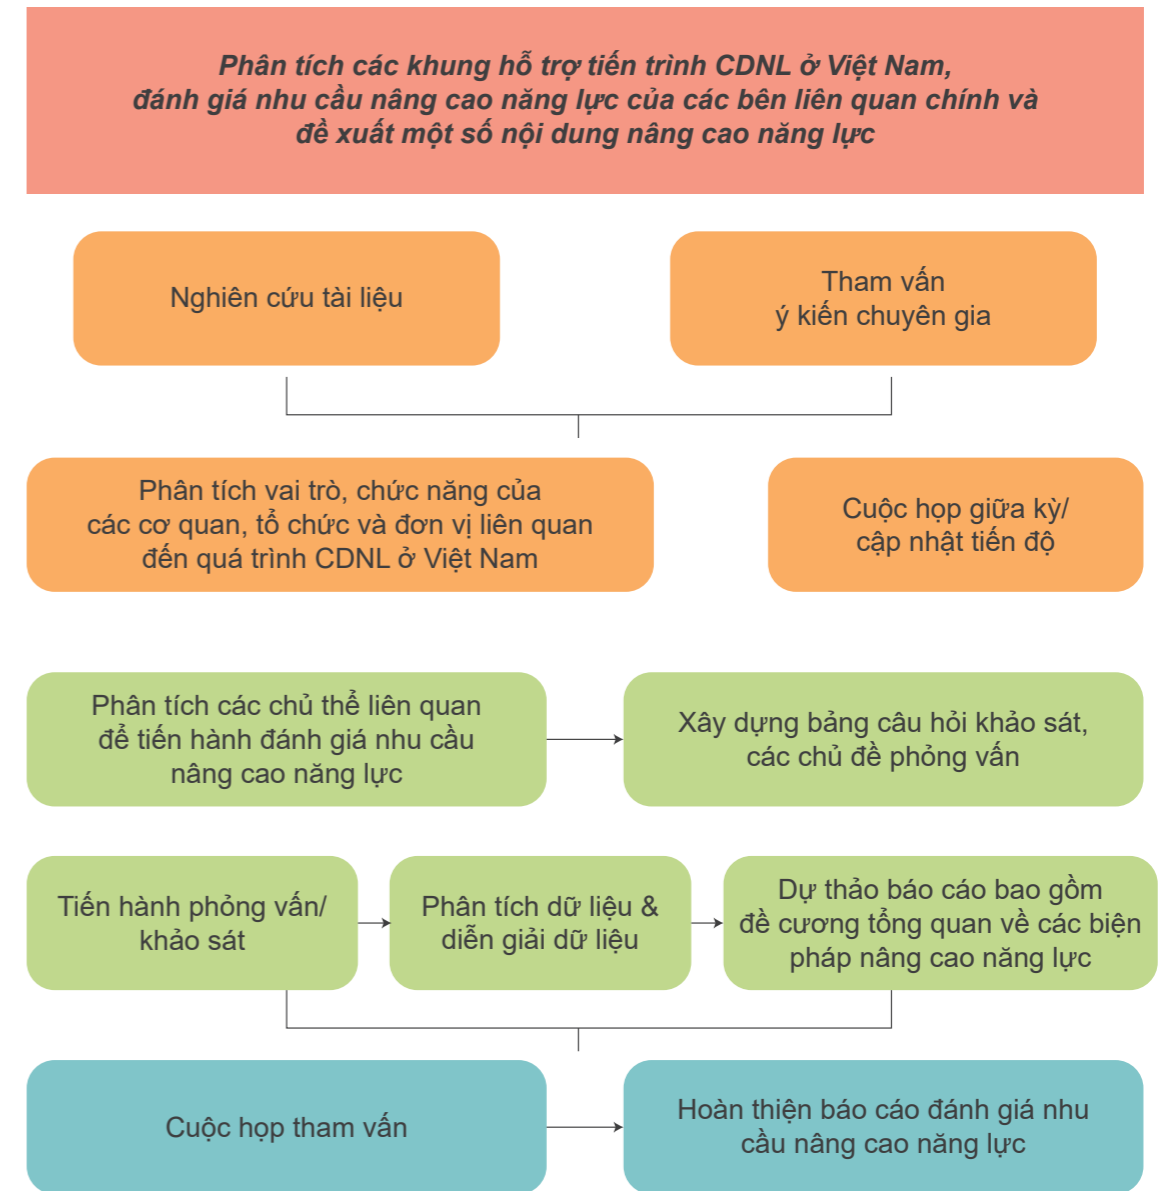 Phân tích các khung hỗ trợ tiến trình CDNL ở Việt Nam,
đánh giá nhu cầu nâng cao năng lực của các bên liên quan chính và
đề xuất một số nội dung nâng cao năng lực
Nghiên cứu tài liệu
Tham vấn
ý kiến chuyên gia
Phân tích vai trò, chức năng của
các cơ quan, tổ chức và đơn vị liên quan
đến quá trình CDNL ở Việt Nam
Cuộc họp giữa kỳ/
cập nhật tiến độ
Phân tích các chủ thể liên quan
để tiến hành đánh giá nhu cầu
nâng cao năng lực
Xây dựng bảng câu hỏi khảo sát,
các chủ đề phỏng vấn
Tiến hành phỏng vấn/
khảo sát
Phân tích dữ liệu &
diễn giải dữ liệu
Dự thảo báo cáo bao gồm
đề cương tổng quan về các biện
pháp nâng cao năng lực
Cuộc họp tham vấn
Hoàn thiện báo cáo đánh giá nhu
cầu nâng cao năng lực